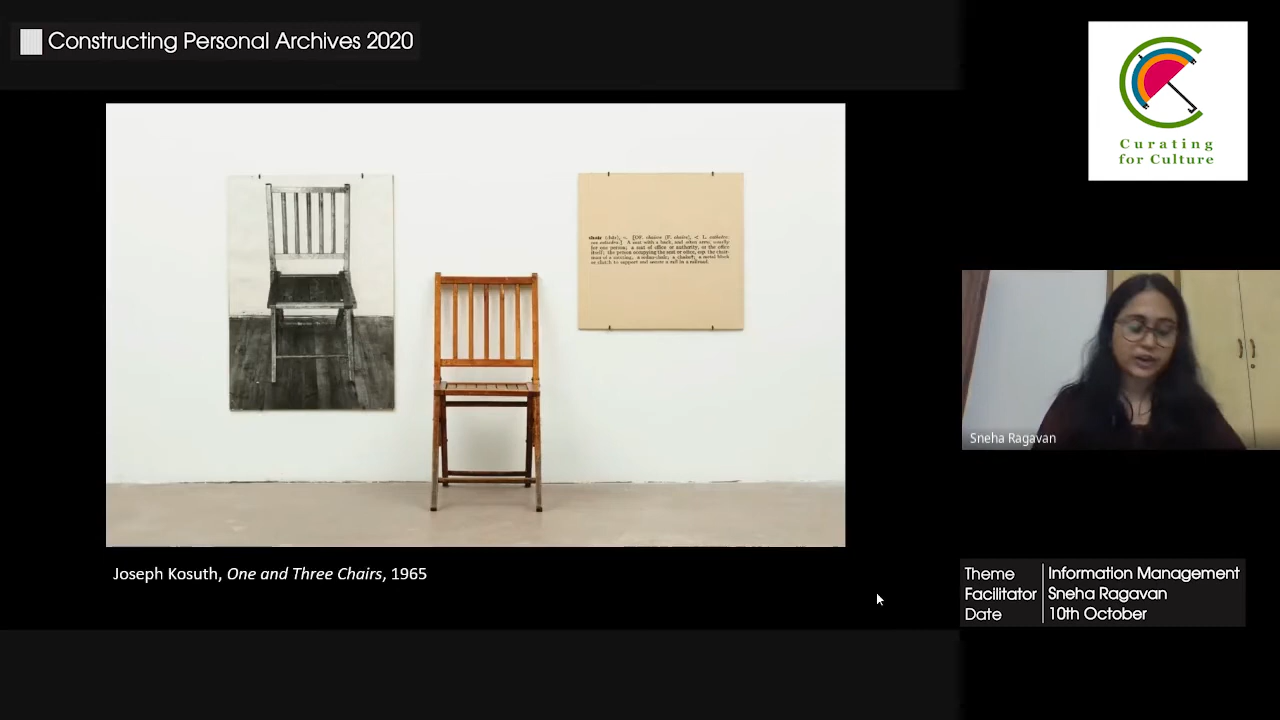 Constructing Personal Archives 2020
Curating
for Culture
Sneha Ragavan
Joseph Kosuth, One and Three Chairs, 1965
Theme Information Management
Facilitator Sneha Ragavan
Date 10th October